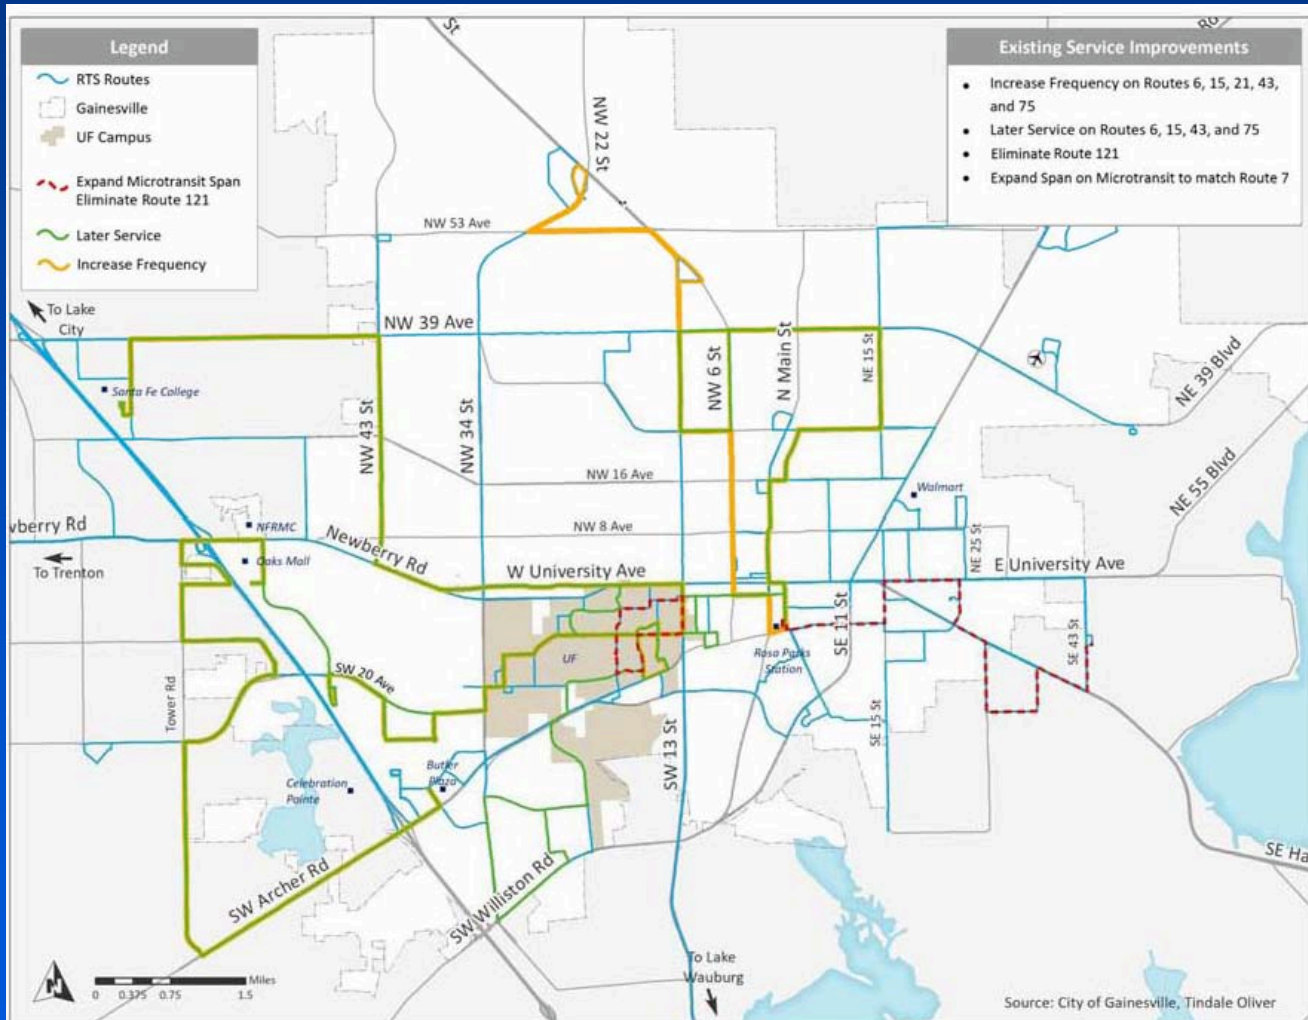 Legend
RTS Routes
Gainesville
UF Campus
Expand Microtransit Span
Eliminate Route 121
Later Service
Increase Frequency
Existing Service Improvements
• Increase Frequency on Routes 6, 15, 21, 43,
and 75
• Later Service on Routes 6, 15, 43, and 75
• Eliminate Route 121
• Expand Span on Microtransit to match Route 7
St
Ro
NW 22 St
NW 53 Ave
To Lake
City
NW 39 Ave
NW 6 St
N Main St
NE 15 St
NE 39 Blvd
Santa Fe College
NW 43 St
NW 34 St
NW 16 Ave
Walmart
NE 55 Blvd
wberry Rd
NFRMC
Newberry Rd
NW 8 Ave
NE 25 St
To Trenton
Oaks Mall
W University Ave
E University Ave
SE 11 St
SE 43 St
UF
Rosa Parks
Station
SW 20 Ave
Tower Rd
SE 15 St
SW 13 St
Butler
Plaza
Celebration
Pointe
SW Archer Rd
SW Williston Rd
SE Ha
To Lake
Wauburg
N
Miles
0 0.375 0.75 1.5
Source: City of Gainesville, Tindale Oliver